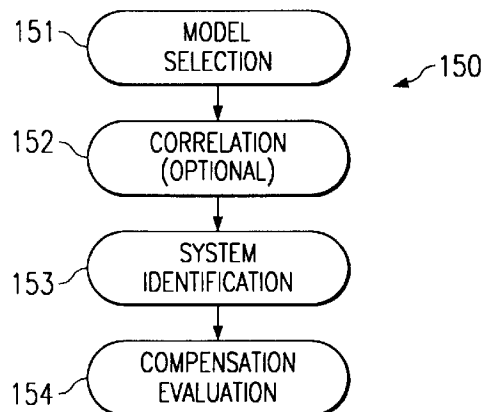 151
MODEL
SELECTION
150
152
CORRELATION
(OPTIONAL)
153
SYSTEM
IDENTIFICATION
154
COMPENSATION
EVALUATION